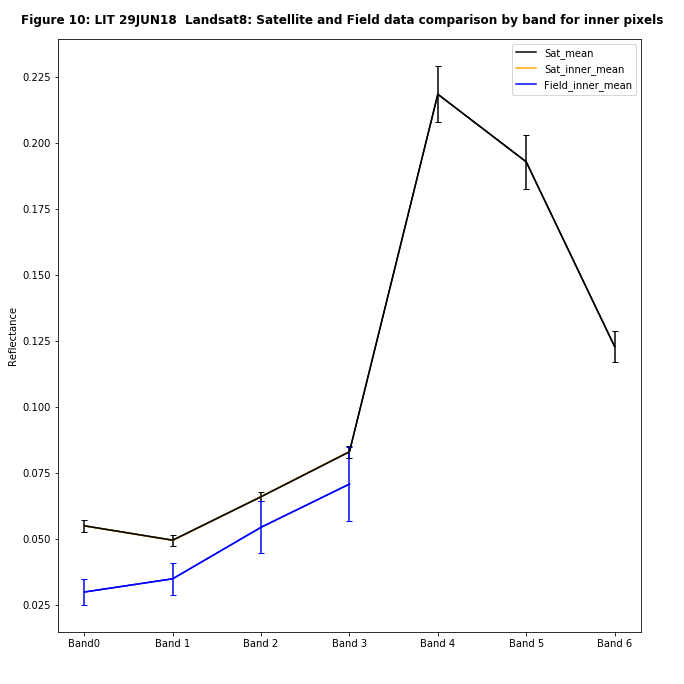 Figure 10: LIT 29JUN18  Landsat8: Satellite and Field data comparison by band for inner pixels
Sat_mean
Sat_inner_mean
Field_inner_mean
0.225
0.200
0.175
0.150
0.125
0.100
0.075
0.050
0.025
Reflectance
Band0 Band 1 Band 2 Band 3 Band 4 Band 5 Band 6